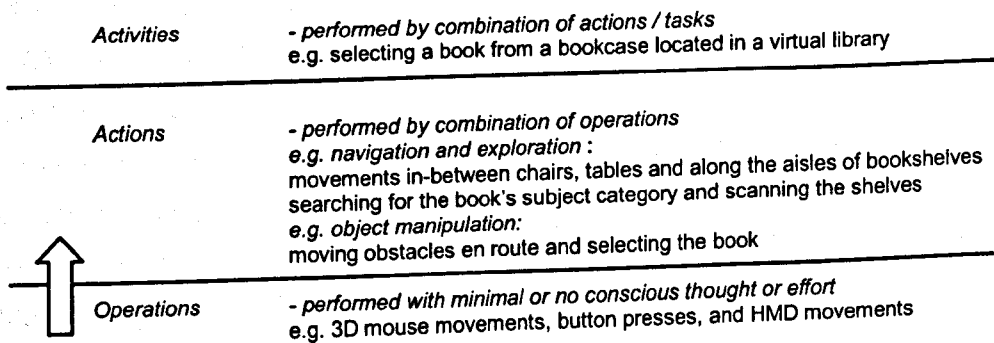 Activities - performed by combination of actions / tasks
e.g. selecting a book from a bookcase located in a virtual library
Actions - performed by combination of operations
e.g. navigation and exploration :
movements in-between chairs, tables and along the aisles of bookshelves
searching for the book's subject category and scanning the shelves
e.g. object manipulation:
moving obstacles en route and selecting the book
Operations - performed with minimal or no conscious thought or effort
e.g. 3D mouse movements, button presses, and HMD movements